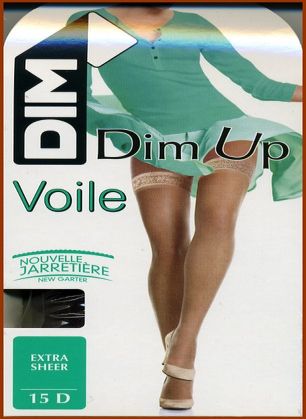 DIM
Dim Up
Voile
NOUVELLE
JARRETIÈRE
NEW GARTER
EXTRA
SHEER
15 D